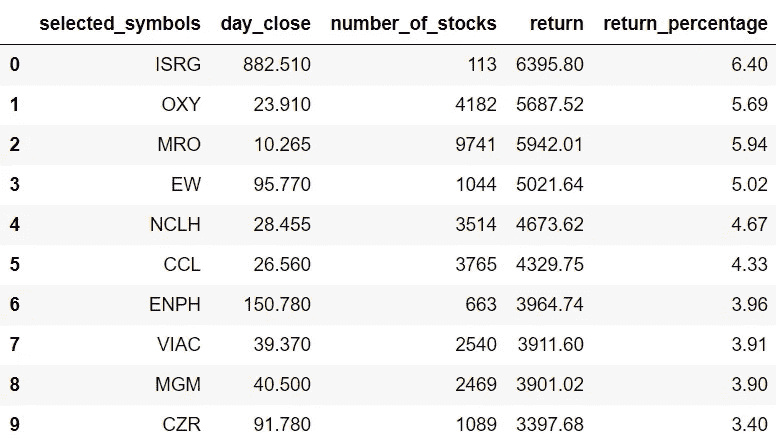 selected_symbols day_close number_of_stocks return return_percentage
0 ISRG 882.510 113 6395.80 6.40
1 OXY 23.910 4182 5687.52 5.69
2 MRO 10.265 9741 5942.01 5.94
3 EW 95.770 1044 5021.64 5.02
4 NCLH 28.455 3514 4673.62 4.67
5 CCL 26.560 3765 4329.75 4.33
6 ENPH 150.780 663 3964.74 3.96
7 VIAC 39.370 2540 3911.60 3.91
8 MGM 40.500 2469 3901.02 3.90
9 CZR 91.780 1089 3397.68 3.40